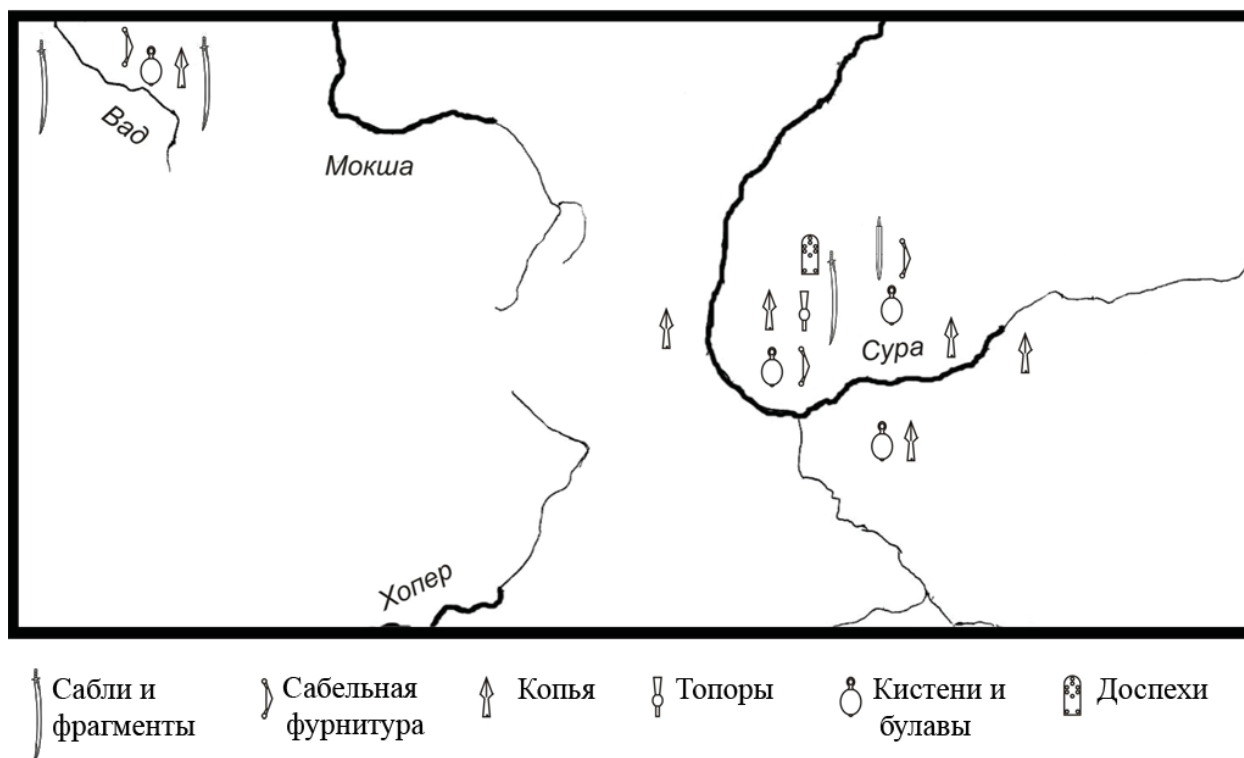 Вад
Мокша
Сура
Хопер
Сабли и
фрагменты
Сабельная
фурнитура
Копья
Топоры
Кистени и
булавы
Доспехи